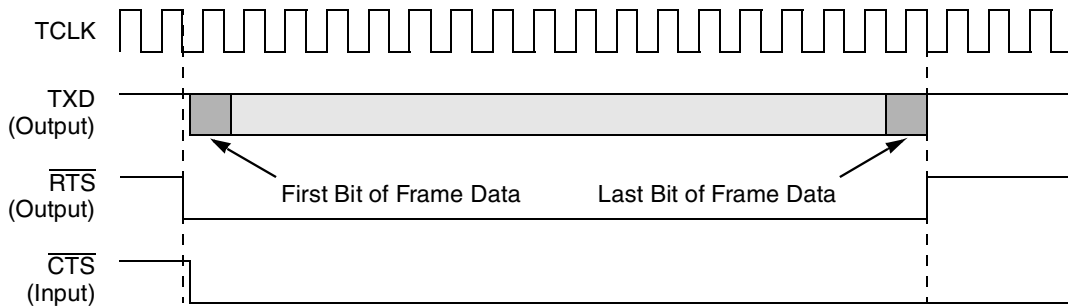 TCLK
TXD
(Output)
RTS
(Output)
First Bit of Frame Data
Last Bit of Frame Data
CTS
(Input)